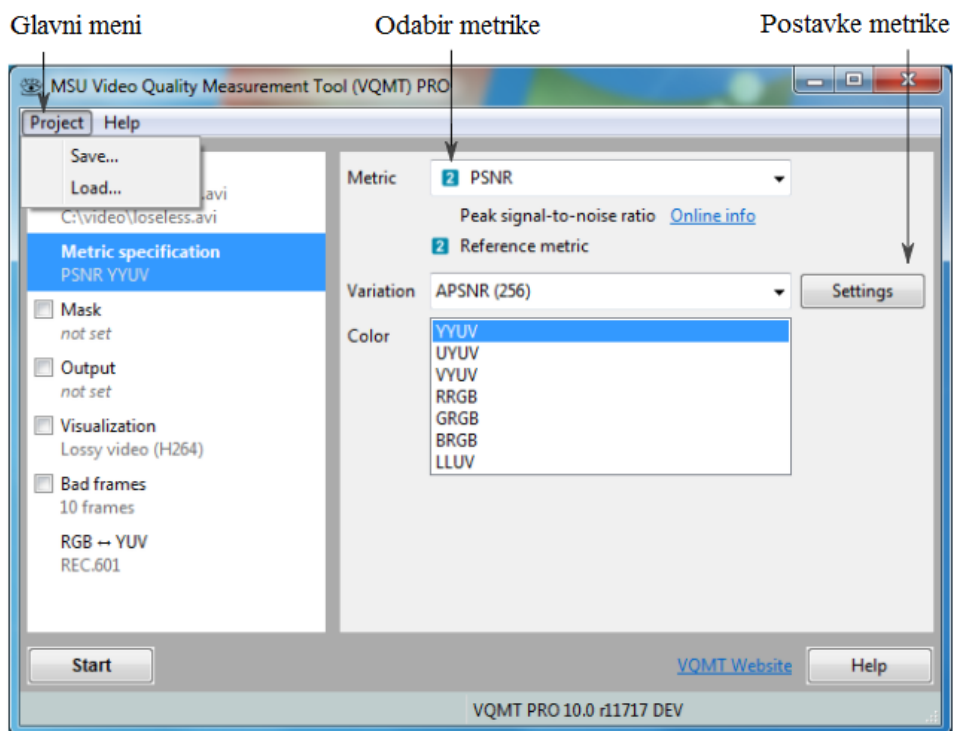 Glavni meni
Odabir metrike
Postavke metrike
MSU Video Quality Measurement Tool (VQMT) PRO
Project Help
Save...
Load...
.avi
C:\video\loseless.avi
Metric specification
PSNR YYUV
Mask
not set
Output
not set
Visualization
Lossy video (H264)
Bad frames
10 frames
RGB ↔ YUV
REC.601
Metric
2 PSNR
Peak signal-to-noise ratio Online info
2 Reference metric
Variation APSNR (256) Settings
Color
YYUV
UYUV
VYUV
RRGB
GRGB
BRGB
LLUV
Start
VQMT Website
Help
VQMT PRO 10.0 r11717 DEV